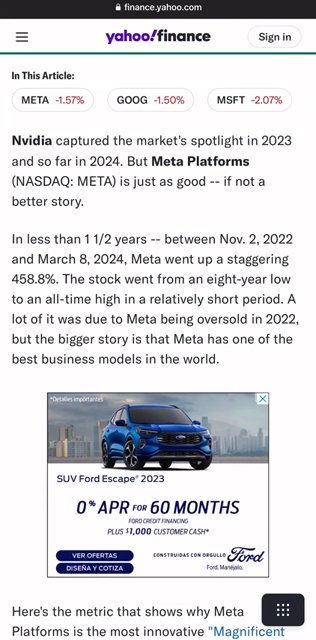 finance.yahoo.com
yahoo!finance
Sign in
In This Article:
META -1.57%
GOOG -1.50%
MSFT -2.07%
Nvidia captured the market's spotlight in 2023
and so far in 2024. But Meta Platforms
(NASDAQ: META) is just as good -- if not a
better story.
In less than 1 1/2 years -- between Nov. 2, 2022
and March 8, 2024, Meta went up a staggering
458.8%. The stock went from an eight-year low
to an all-time high in a relatively short period. A
lot of it was due to Meta being oversold in 2022,
but the bigger story is that Meta has one of the
best business models in the world.
*Detalles importantes
SUV Ford Escape® 2023
0% APR FOR 60 MONTHS
FORD CREDIT FINANCING
PLUS $1,000 CUSTOMER CASH*
VER OFERTAS
DISEÑA Y COTIZA
CONSTRUIDAS CON ORGULLO
Ford
Ford. Manéjalo.
Here's the metric that shows why Meta
Platforms is the most innovative "Magnificent